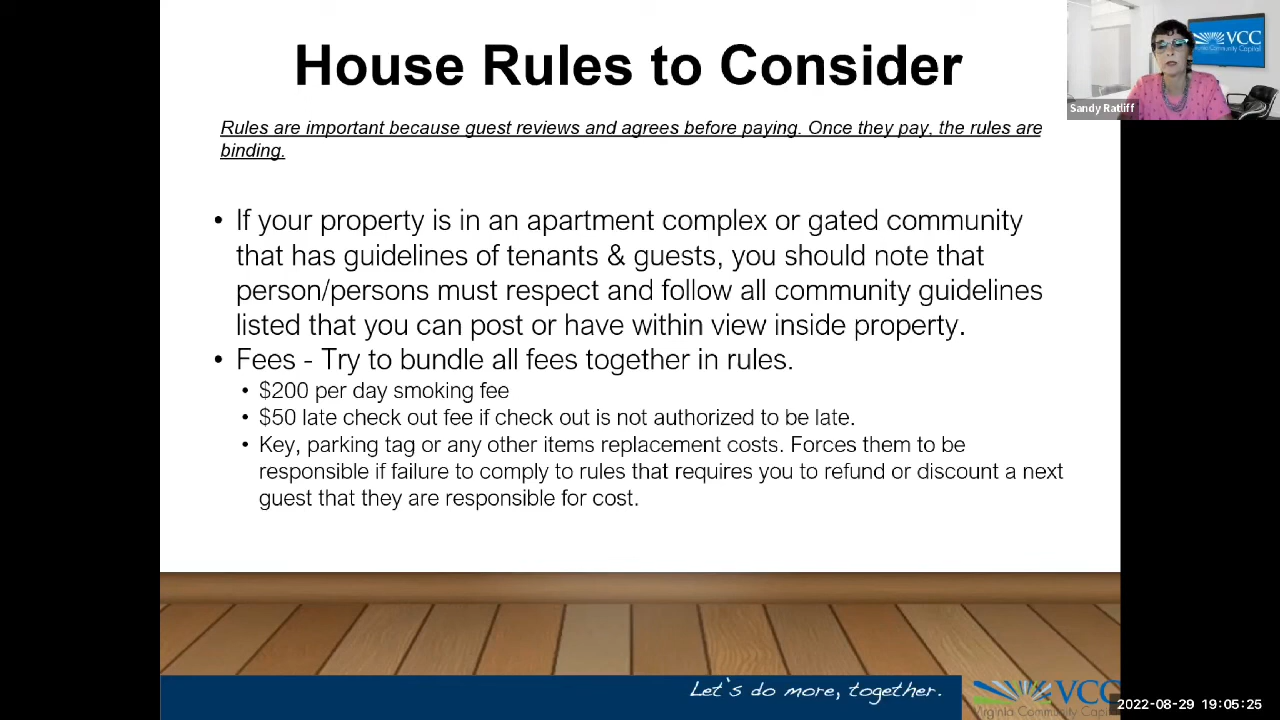 House Rules to Consider
VCC
Virginia Community Capital
Sandy Ratliff
Rules are important because guest reviews and agrees before paying. Once they pay, the rules are
binding.
• If your property is in an apartment complex or gated community
that has guidelines of tenants & guests, you should note that
person/persons must respect and follow all community guidelines
listed that you can post or have within view inside property.
• Fees - Try to bundle all fees together in rules.
• $200 per day smoking fee
• $50 late check out fee if check out is not authorized to be late.
• Key, parking tag or any other items replacement costs. Forces them to be
responsible if failure to comply to rules that requires you to refund or discount a next
guest that they are responsible for cost.
Let's do more, together.
VCC
Virginia Community Capital
2022-08-29 19:05:25